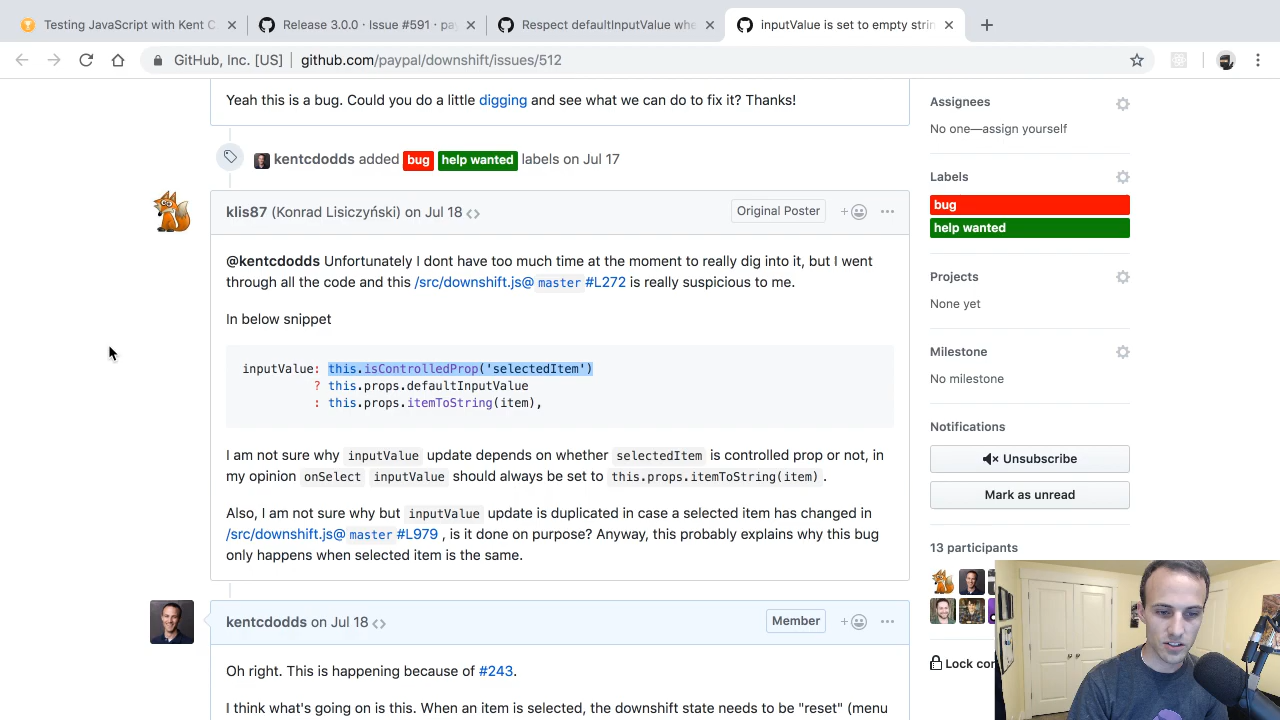 Testing JavaScript with Kent C
Release 3.0.0 · Issue #591 · pay
Respect defaultInputValue whe
inputValue is set to empty strin
GitHub, Inc. [US] | github.com/paypal/downshift/issues/512
Yeah this is a bug. Could you do a little digging and see what we can do to fix it? Thanks!
kentcdodds added bug help wanted labels on Jul 17
klis87 (Konrad Lisiczyński) on Jul 18 <> Original Poster
@kentcdodds Unfortunately I dont have too much time at the moment to really dig into it, but I went
through all the code and this /src/downshift.js@ master #L272 is really suspicious to me.
In below snippet
inputValue: this.isControlledProp('selectedItem')
? this.props.defaultInputValue
: this.props.itemToString(item),
I am not sure why inputValue update depends on whether selectedItem is controlled prop or not, in
my opinion onSelect inputValue should always be set to this.props.itemToString(item) .
Also, I am not sure why but inputValue update is duplicated in case a selected item has changed in
/src/downshift.js@ master #L979 , is it done on purpose? Anyway, this probably explains why this bug
only happens when selected item is the same.
kentcdodds on Jul 18 <> Member
Oh right. This is happening because of #243.
I think what's going on is this. When an item is selected, the downshift state needs to be "reset" (menu
Assignees
No one—assign yourself
Labels
bug
help wanted
Projects
None yet
Milestone
No milestone
Notifications
Unsubscribe
Mark as unread
13 participants
Lock con